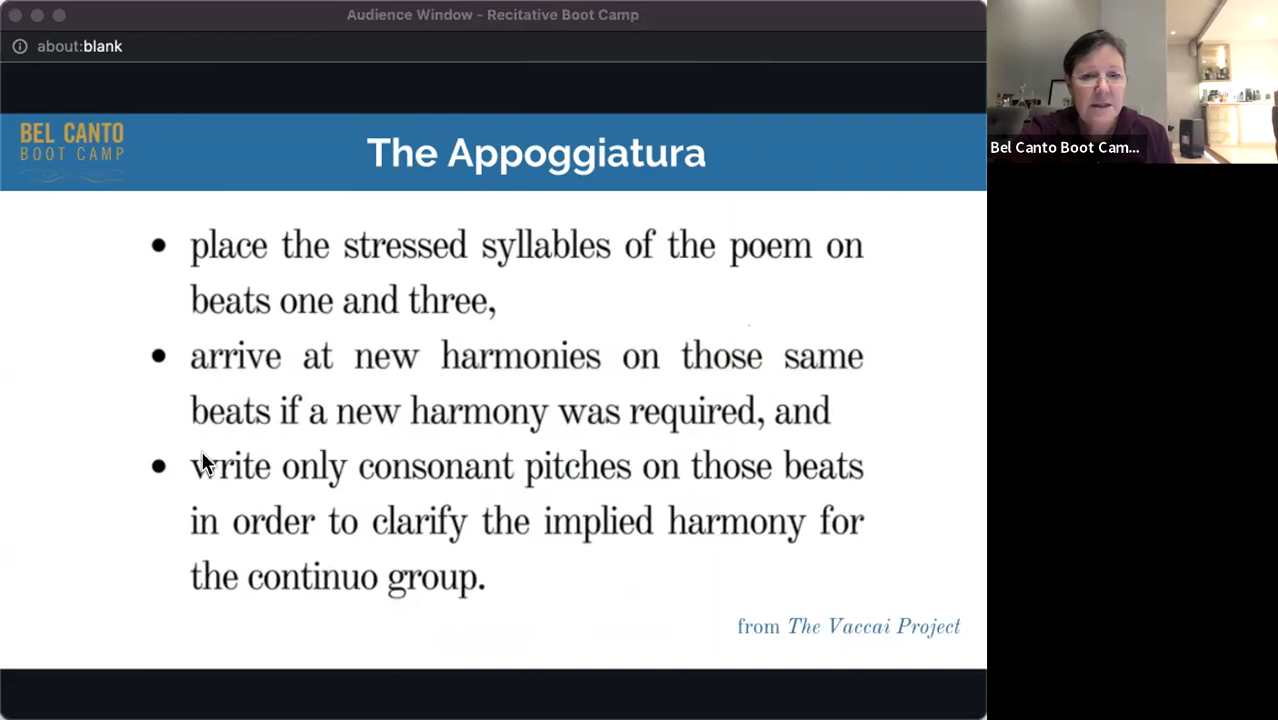 Audience Window - Recitative Boot Camp
about:blank
BEL CANTO
BOOT CAMP
The Appoggiatura
• place the stressed syllables of the poem on
beats one and three,
• arrive at new harmonies on those same
beats if a new harmony was required, and
• write only consonant pitches on those beats
in order to clarify the implied harmony for
the continuo group.
from The Vaccai Project
Bel Canto Boot Cam...